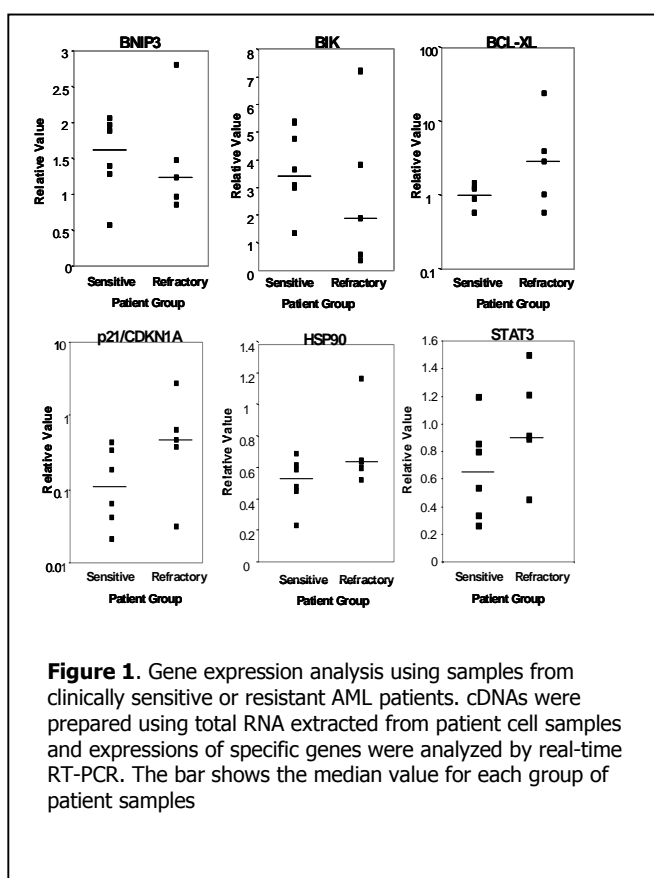 BNIP3
3
2.5
2
1.5
1
0.5
0
Relative Value
Sensitive Refractory
Patient Group
BIK
8
7
6
5
4
3
2
1
0
Relative Value
Sensitive Refractory
Patient Group
BCL-XL
100
10
1
0.1
Relative Value
Sensitive Refractory
Patient Group
p21/CDKN1A
10
1
0.1
0.01
Relative Value
Sensitive Refractory
Patient Group
HSP90
1.4
1.2
1
0.8
0.6
0.4
0.2
0
Relative Value
Sensitive Refractory
Patient Group
STAT3
1.6
1.4
1.2
1
0.8
0.6
0.4
0.2
0
Relative Value
Sensitive Refractory
Patient Group
Figure 1. Gene expression analysis using samples from
clinically sensitive or resistant AML patients. cDNAs were
prepared using total RNA extracted from patient cell samples
and expressions of specific genes were analyzed by real-time
RT-PCR. The bar shows the median value for each group of
patient samples